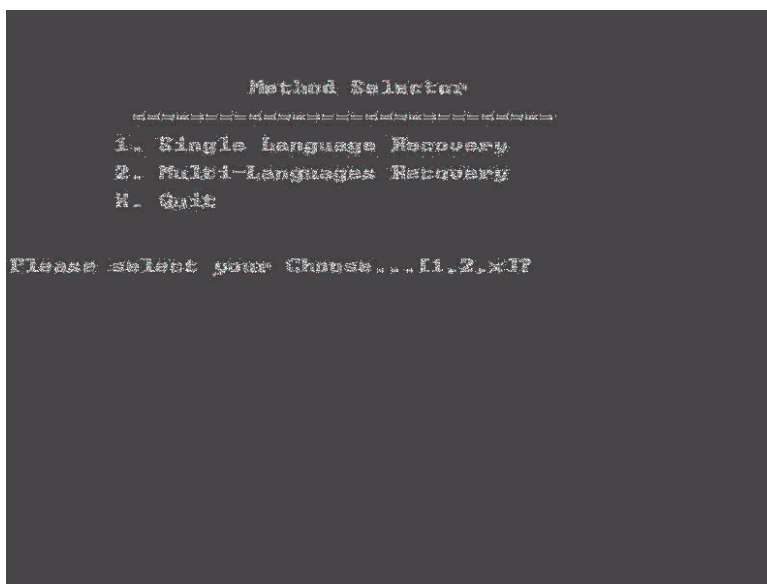 Method Selector
=============================
1. Single Language Recovery
2. Multi-Languages Recovery
X. Quit
Please select your Choose...[1,2,x]?